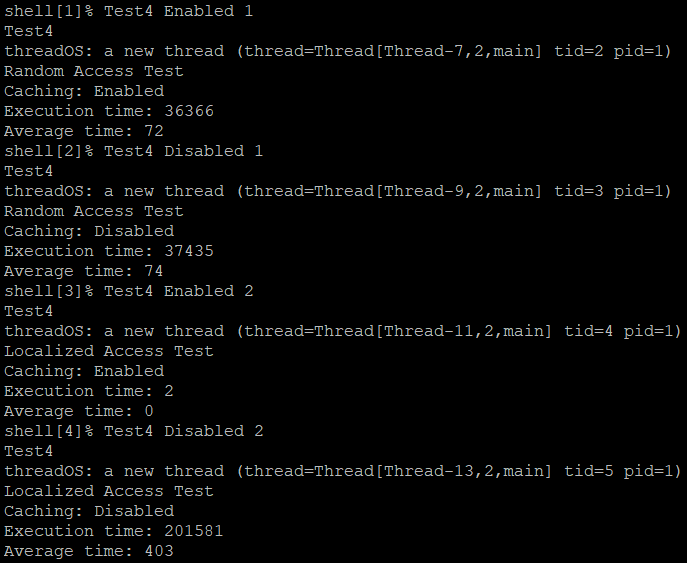 shell[1]% Test4 Enabled 1
Test4
threadOS: a new thread (thread=Thread[Thread-7,2,main] tid=2 pid=1)
Random Access Test
Caching: Enabled
Execution time: 36366
Average time: 72
shell[2]% Test4 Disabled 1
Test4
threadOS: a new thread (thread=Thread[Thread-9,2,main] tid=3 pid=1)
Random Access Test
Caching: Disabled
Execution time: 37435
Average time: 74
shell[3]% Test4 Enabled 2
Test4
threadOS: a new thread (thread=Thread[Thread-11,2,main] tid=4 pid=1)
Localized Access Test
Caching: Enabled
Execution time: 2
Average time: 0
shell[4]% Test4 Disabled 2
Test4
threadOS: a new thread (thread=Thread[Thread-13,2,main] tid=5 pid=1)
Localized Access Test
Caching: Disabled
Execution time: 201581
Average time: 403